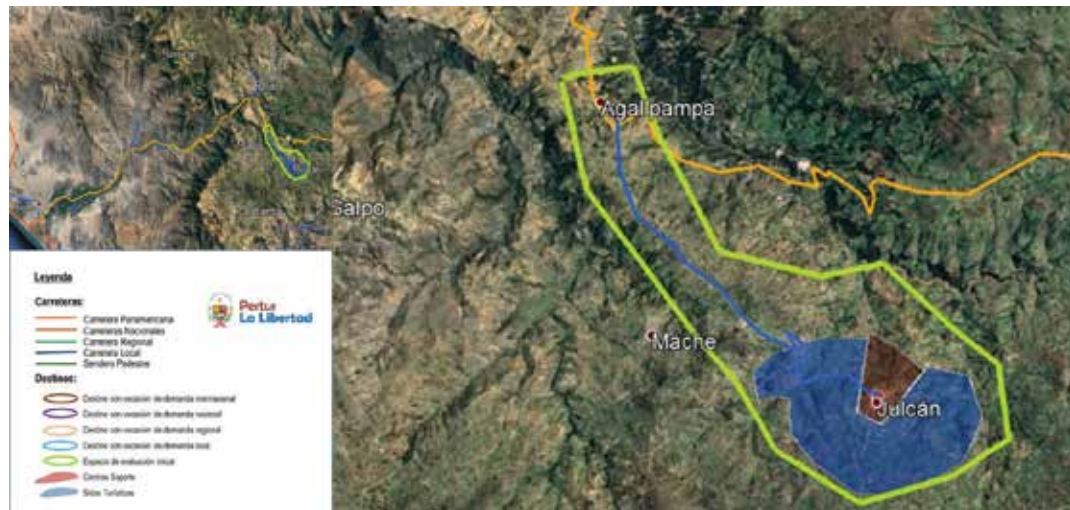 Agallpampa
Salpo
Mache
Julcán
Leyenda
Pertur
La Libertad
Carreteras:
Carretera Panamericana
Carreteras Nacionales
Carretera Regional
Carretera Local
Sendero Peatonal
Destinos:
Destino con vocación de demanda internacional
Destino con vocación de demanda nacional
Destino con vocación de demanda regional
Destino con vocación de demanda local
Espacio de evaluación inicial
Centros Soporte
Sitios Turísticos